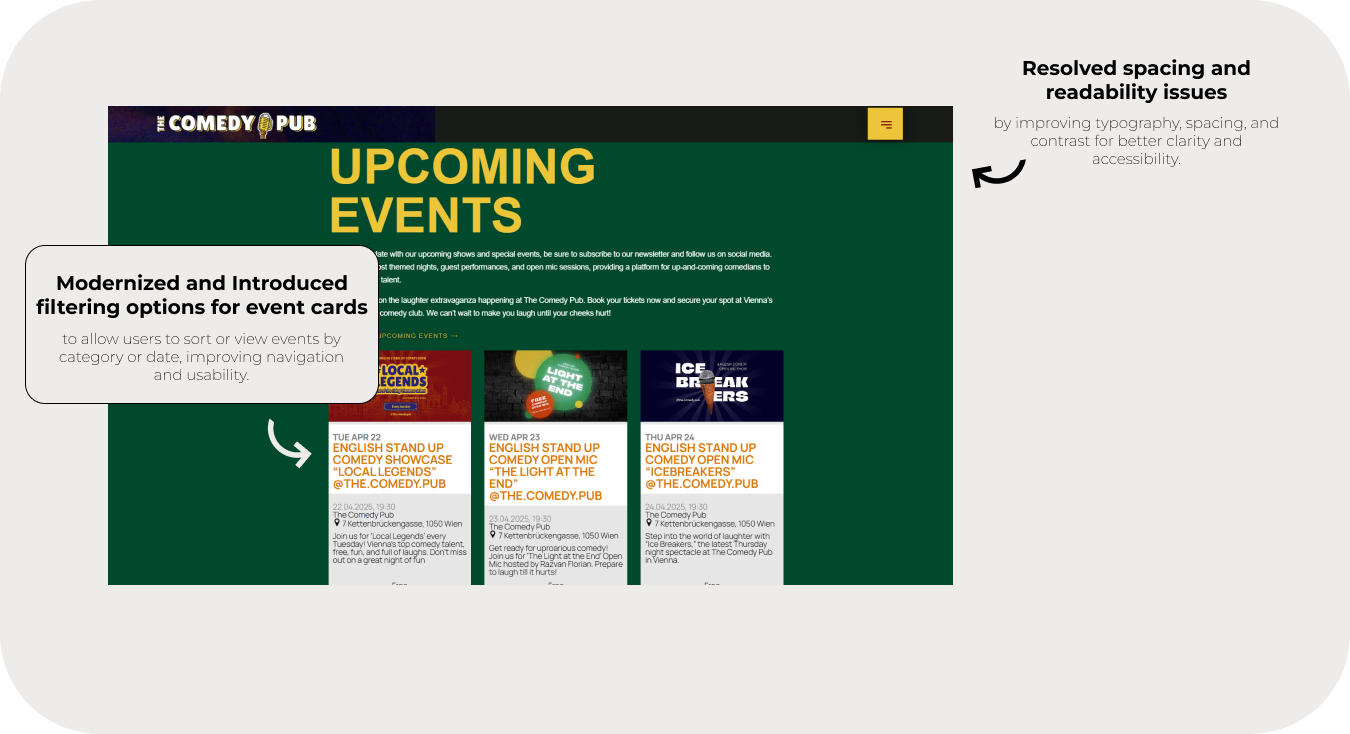 Resolved spacing and
readability issues
by improving typography, spacing, and
contrast for better clarity and
accessibility.
THE COMEDY PUB
UPCOMING
EVENTS
with our upcoming shows and special events, be sure to subscribe to our newsletter and follow us on social media.
themed nights, guest performances, and open mic sessions, providing a platform for up-and-coming comedians to
talent.
on the laughter extravaganza happening at The Comedy Pub. Book your tickets now and secure your spot at Vienna's
comedy club. We can't wait to make you laugh until your cheeks hurt!
UPCOMING EVENTS →
Modernized and Introduced
filtering options for event cards
to allow users to sort or view events by
category or date, improving navigation
and usability.
LOCAL
LEGENDS
TUE APR 22
ENGLISH STAND UP
COMEDY SHOWCASE
“LOCAL LEGENDS”
@THE.COMEDY.PUB
22.04.2025, 19:30
The Comedy Pub
7 Kettenbrückengasse, 1050 Wien
Join us for 'Local Legends' every
Tuesday! Vienna's top comedy talent,
free, fun, and full of laughs. Don't miss
out on a great night of fun
Free
LIGHT
AT THE
END
FREE
WED APR 23
ENGLISH STAND UP
COMEDY OPEN MIC
“THE LIGHT AT THE
END”
@THE.COMEDY.PUB
23.04.2025, 19:30
The Comedy Pub
7 Kettenbrückengasse, 1050 Wien
Get ready for uproarious comedy!
Join us for 'The Light at the End' Open
Mic hosted by Razvan Florian. Prepare
to laugh till it hurts!
Free
ICE
BREAK
ERS
THU APR 24
ENGLISH STAND UP
COMEDY OPEN MIC
“ICEBREAKERS”
@THE.COMEDY.PUB
24.04.2025, 19:30
The Comedy Pub
7 Kettenbrückengasse, 1050 Wien
Step into the world of laughter with
"Ice Breakers," the latest Thursday
night spectacle at The Comedy Pub
in Vienna.
Free